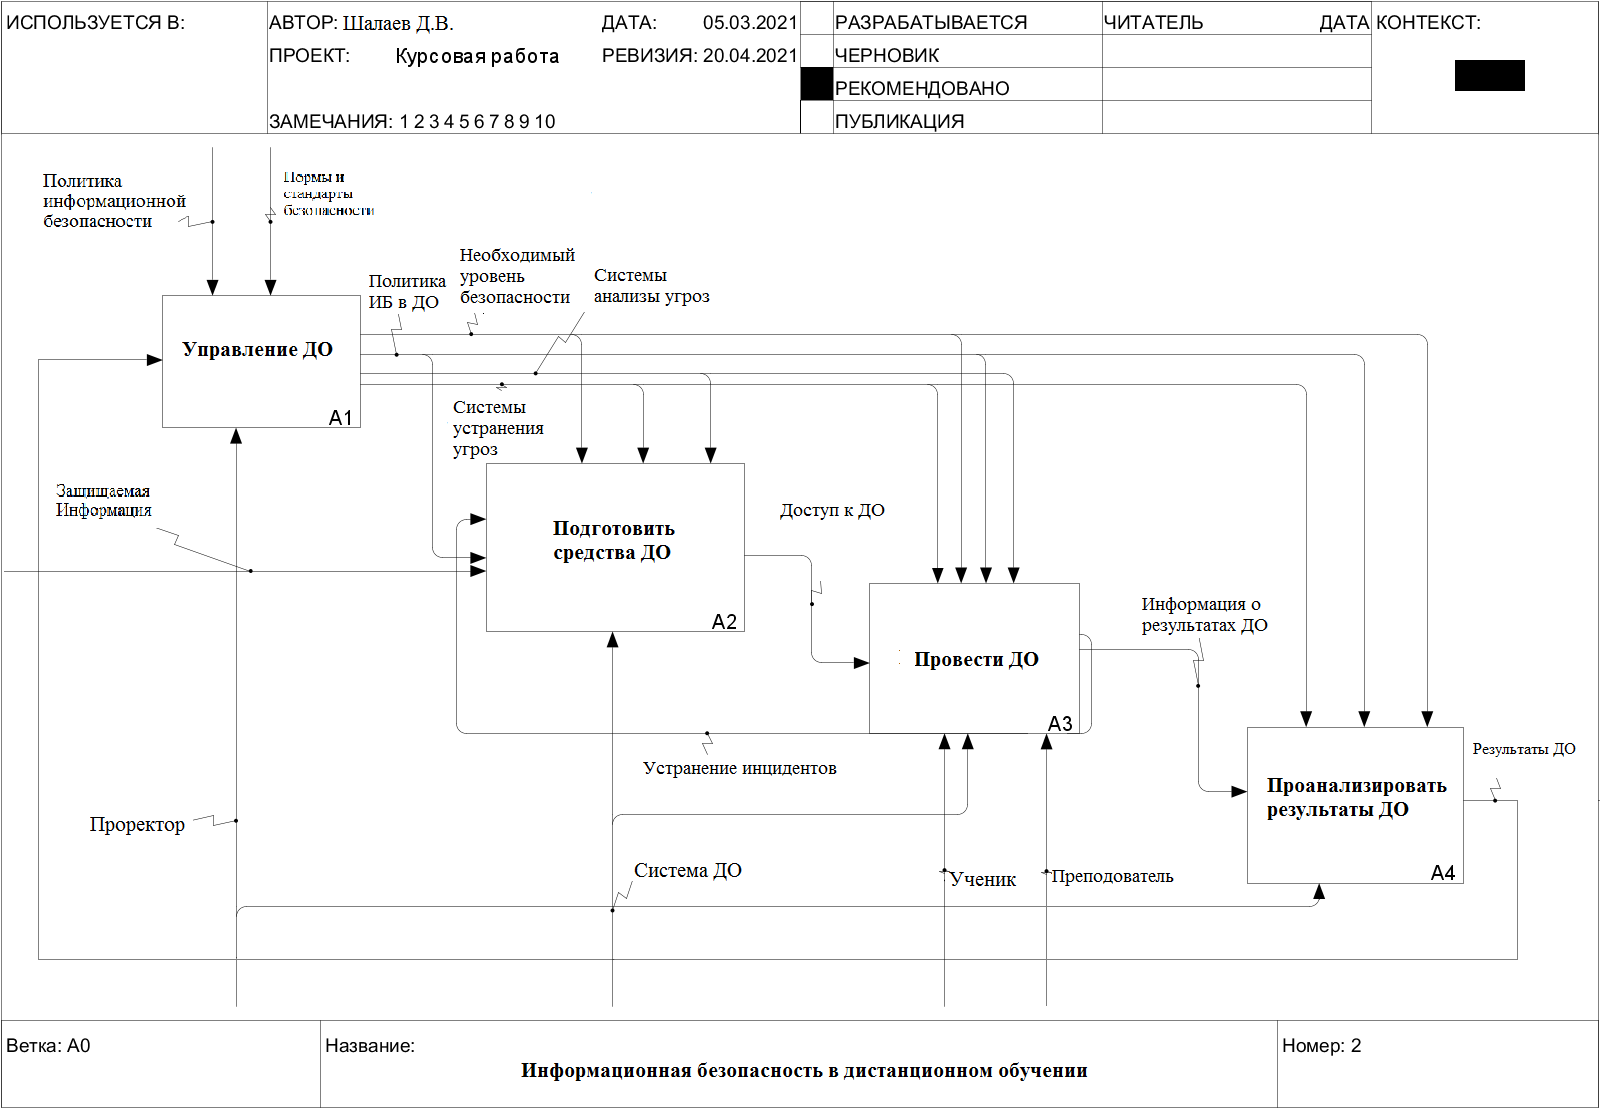 ИСПОЛЬЗУЕТСЯ В:
АВТОР: Шалаев Д.В.
ДАТА: 05.03.2021
ПРОЕКТ: Курсовая работа
РЕВИЗИЯ: 20.04.2021
ЗАМЕЧАНИЯ: 1 2 3 4 5 6 7 8 9 10
РАЗРАБАТЫВАЕТСЯ
ЧЕРНОВИК
РЕКОМЕНДОВАНО
ПУБЛИКАЦИЯ
ЧИТАТЕЛЬ
ДАТА
КОНТЕКСТ:
Политика
информационной
безопасности
Нормы и
стандарты
безопасности
Политика
ИБ в ДО
Необходимый
уровень
безопасности
Системы
анализы угроз
Управление ДО
A1
Системы
устранения
угроз
Защищаемая
Информация
Подготовить
средства ДО
A2
Доступ к ДО
Провести ДО
A3
Информация о
результатах ДО
Устранение инцидентов
Проанализировать
результаты ДО
A4
Результаты ДО
Проректор
Система ДО
Ученик
Преподователь
Ветка: A0
Название:
Информационная безопасность в дистанционном обучении
Номер: 2